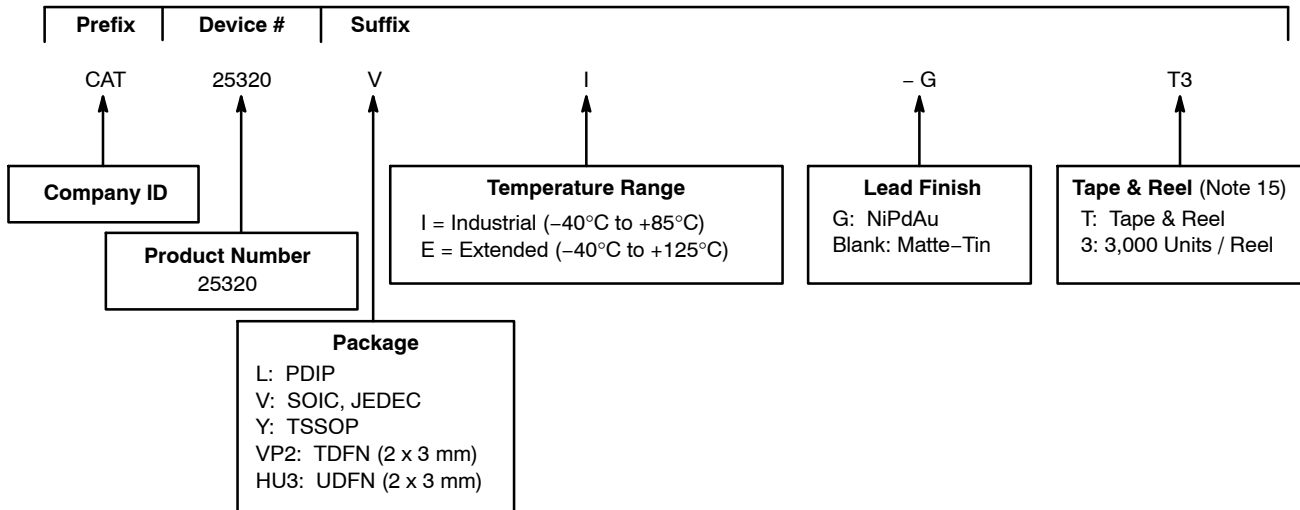 Prefix Device # Suffix
CAT 25320 V I – G T3
Company ID
Product Number
25320
Package
L: PDIP
V: SOIC, JEDEC
Y: TSSOP
VP2: TDFN (2 x 3 mm)
HU3: UDFN (2 x 3 mm)
Temperature Range
I = Industrial (−40°C to +85°C)
E = Extended (−40°C to +125°C)
Lead Finish
G: NiPdAu
Blank: Matte−Tin
Tape & Reel (Note 15)
T: Tape & Reel
3: 3,000 Units / Reel